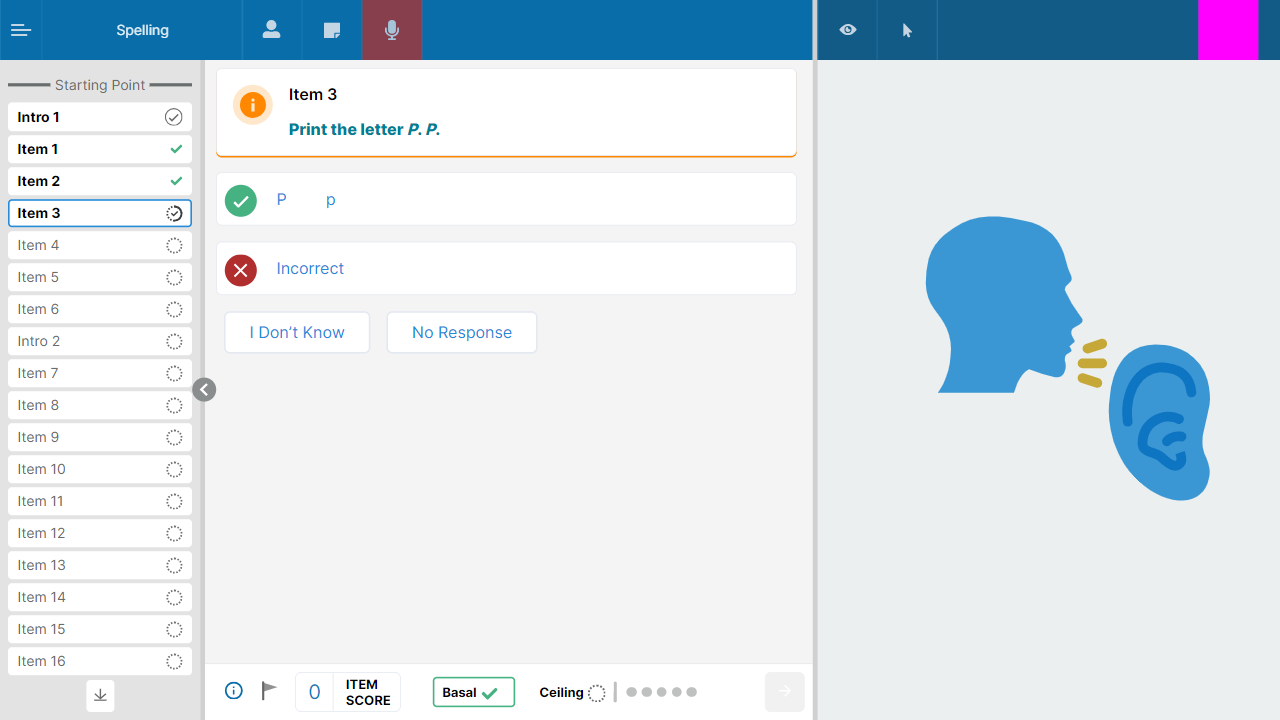 Spelling
Starting Point
Intro 1
Item 1
Item 2
Item 3
Item 4
Item 5
Item 6
Intro 2
Item 7
Item 8
Item 9
Item 10
Item 11
Item 12
Item 13
Item 14
Item 15
Item 16
Item 3
Print the letter P. P.
P p
Incorrect
I Don’t Know No Response
0 ITEM SCORE
Basal
Ceiling